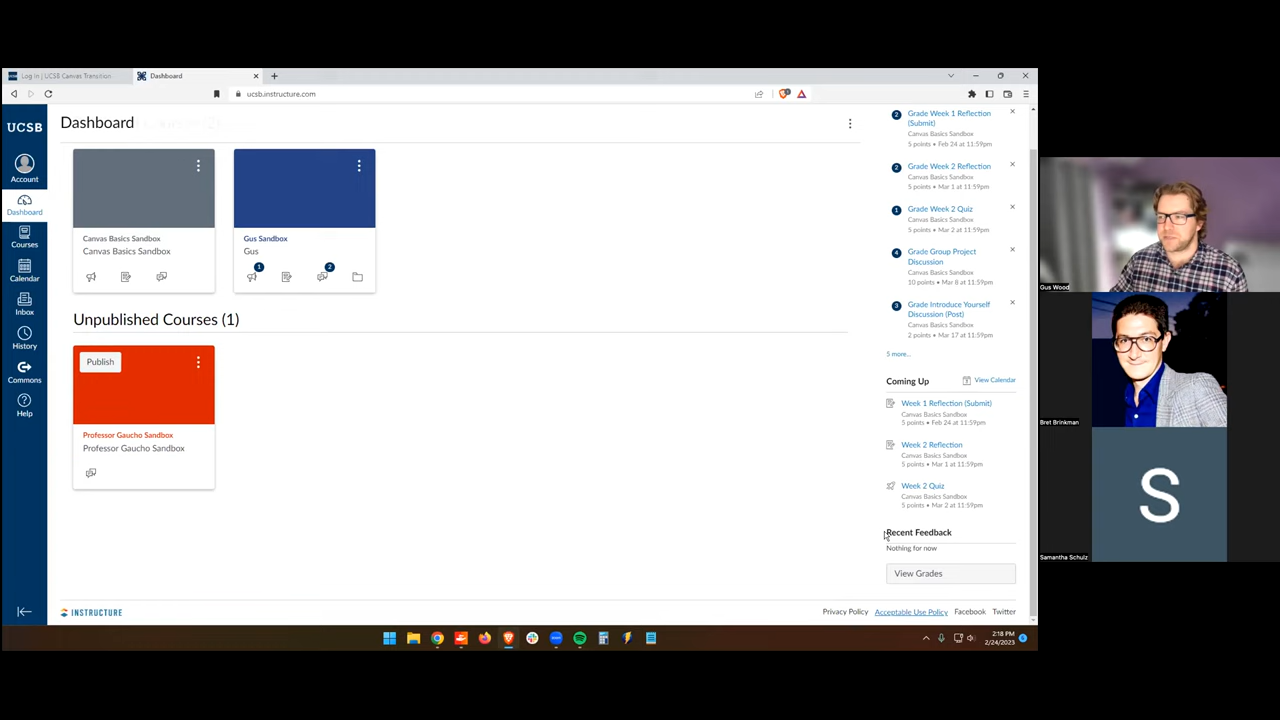 Log In | UCSB Canvas Transition
Dashboard
ucsb.instructure.com
UCSB
Account
Dashboard
Courses
Calendar
Inbox
History
Commons
Help
Dashboard
Canvas Basics Sandbox
Canvas Basics Sandbox
Gus Sandbox
Gus
1
2
Unpublished Courses (1)
Publish
Professor Gaucho Sandbox
Professor Gaucho Sandbox
2
Grade Week 1 Reflection
(Submit)
Canvas Basics Sandbox
5 points • Feb 24 at 11:59pm
2
Grade Week 2 Reflection
Canvas Basics Sandbox
5 points • Mar 1 at 11:59pm
1
Grade Week 2 Quiz
Canvas Basics Sandbox
5 points • Mar 2 at 11:59pm
4
Grade Group Project
Discussion
Canvas Basics Sandbox
10 points • Mar 8 at 11:59pm
3
Grade Introduce Yourself
Discussion (Post)
Canvas Basics Sandbox
2 points • Mar 17 at 11:59pm
5 more...
Coming Up
View Calendar
Week 1 Reflection (Submit)
Canvas Basics Sandbox
5 points • Feb 24 at 11:59pm
Week 2 Reflection
Canvas Basics Sandbox
5 points • Mar 1 at 11:59pm
Week 2 Quiz
Canvas Basics Sandbox
5 points • Mar 2 at 11:59pm
Recent Feedback
Nothing for now
View Grades
INSTRUCTURE
Privacy Policy
Acceptable Use Policy
Facebook
Twitter
2:18 PM
2/24/2023
Gus Wood
Bret Brinkman
S
Samantha Schulz